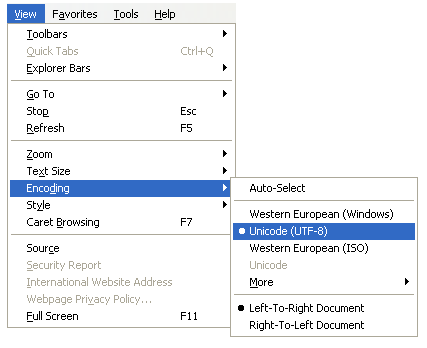 View Favorites Tools Help
Toolbars
Quick Tabs Ctrl+Q
Explorer Bars
Go To
Stop Esc
Refresh F5
Zoom
Text Size
Encoding
Style
Caret Browsing F7
Source
Security Report
International Website Address
Webpage Privacy Policy...
Full Screen F11
Auto-Select
Western European (Windows)
Unicode (UTF-8)
Western European (ISO)
Unicode
More
Left-To-Right Document
Right-To-Left Document